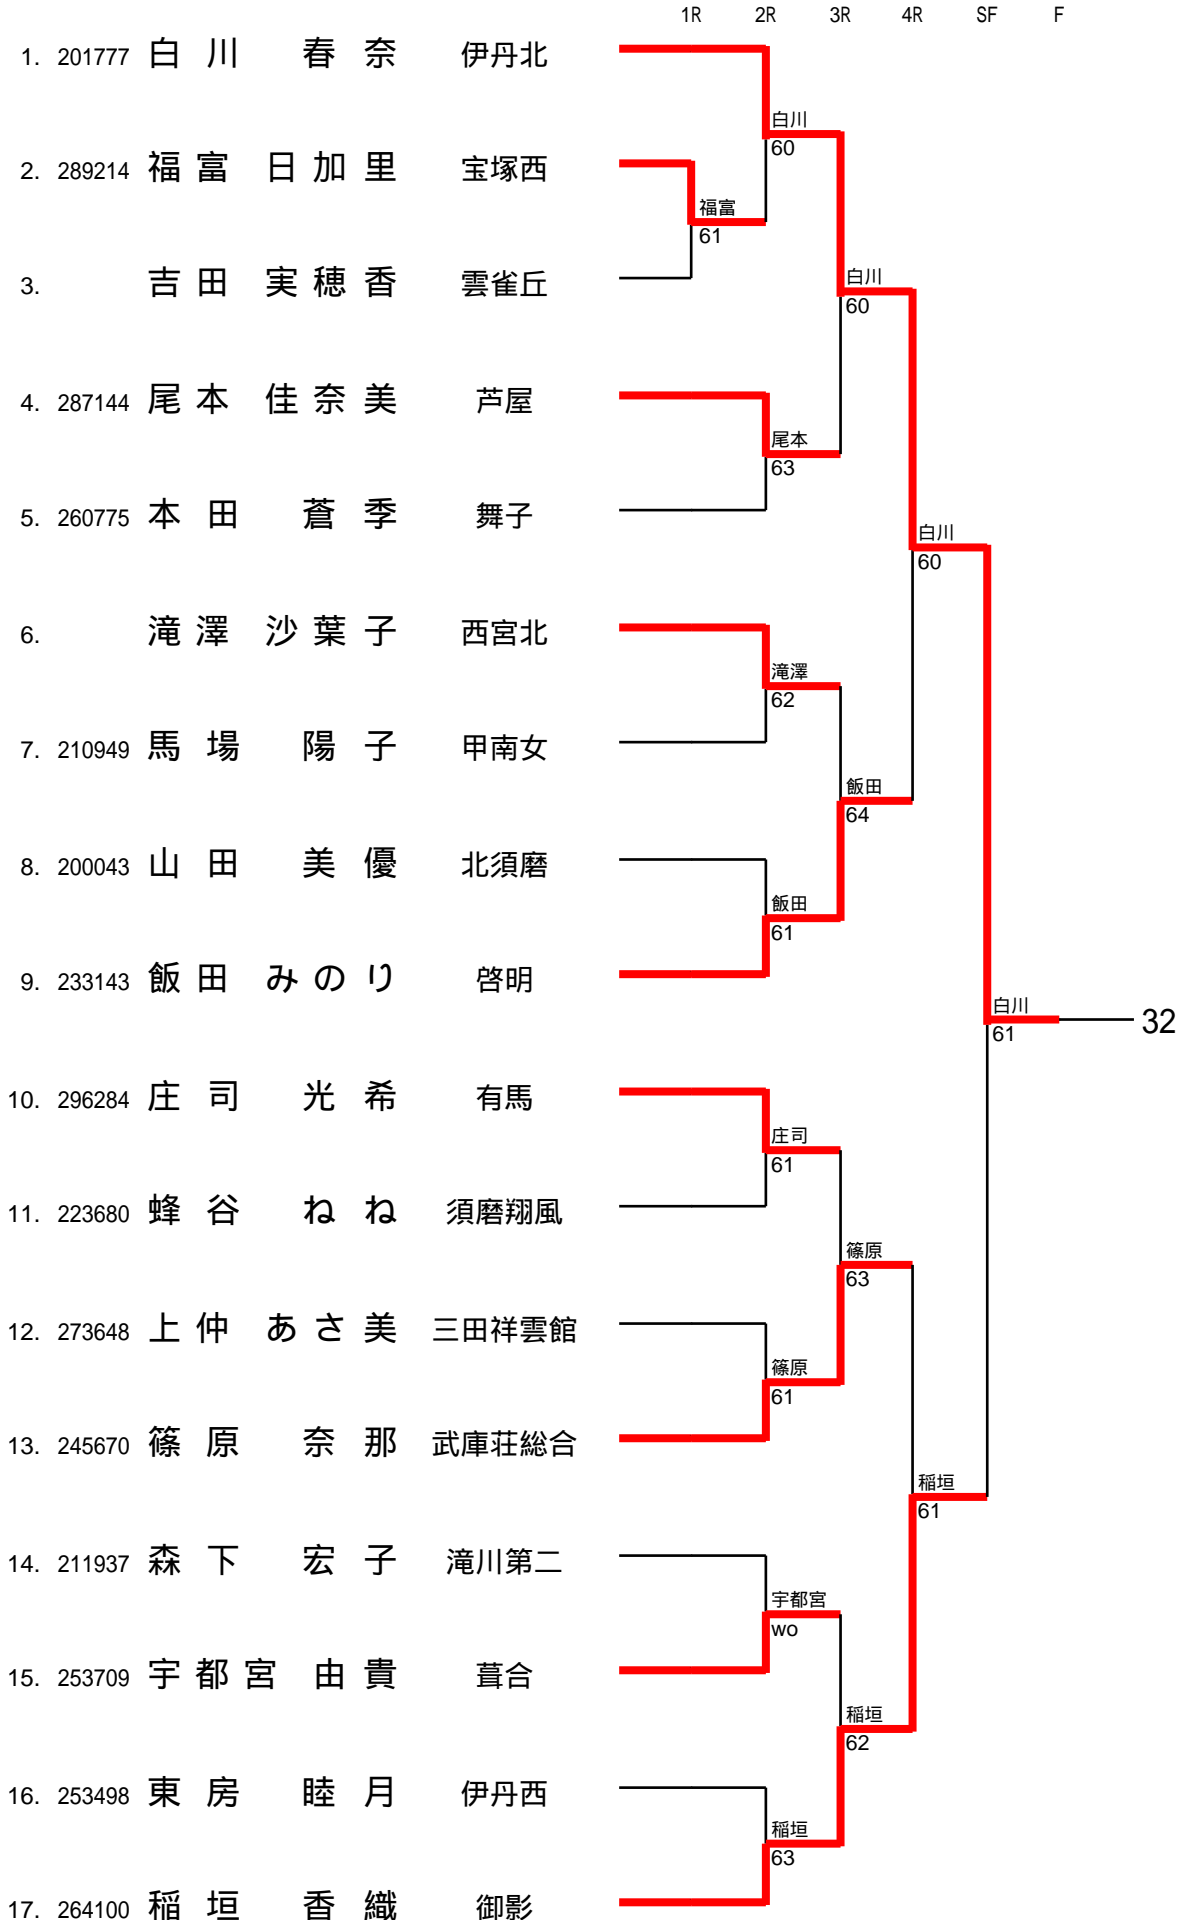 1R 2R 3R 4R SF F
1. 201777 白川 春奈 伊丹北
白川
60
2. 289214 福富 日加里 宝塚西
福富
61
3. 吉田 実穂香 雲雀丘
白川
60
4. 287144 尾本 佳奈美 芦屋
尾本
63
5. 260775 本田 蒼季 舞子
白川
60
6. 滝澤 沙葉子 西宮北
滝澤
62
7. 210949 馬場 陽子 甲南女
飯田
64
8. 200043 山田 美優 北須磨
飯田
61
9. 233143 飯田 みのり 啓明
白川
61
32
10. 296284 庄司 光希 有馬
庄司
61
11. 223680 蜂谷 ねね 須磨翔風
篠原
63
12. 273648 上仲 あさ美 三田祥雲館
篠原
61
13. 245670 篠原 奈那 武庫荘総合
稲垣
61
14. 211937 森下 宏子 滝川第二
宇都宮
wo
15. 253709 宇都宮 由貴 葺合
稲垣
62
16. 253498 東房 睦月 伊丹西
稲垣
63
17. 264100 稲垣 香織 御影